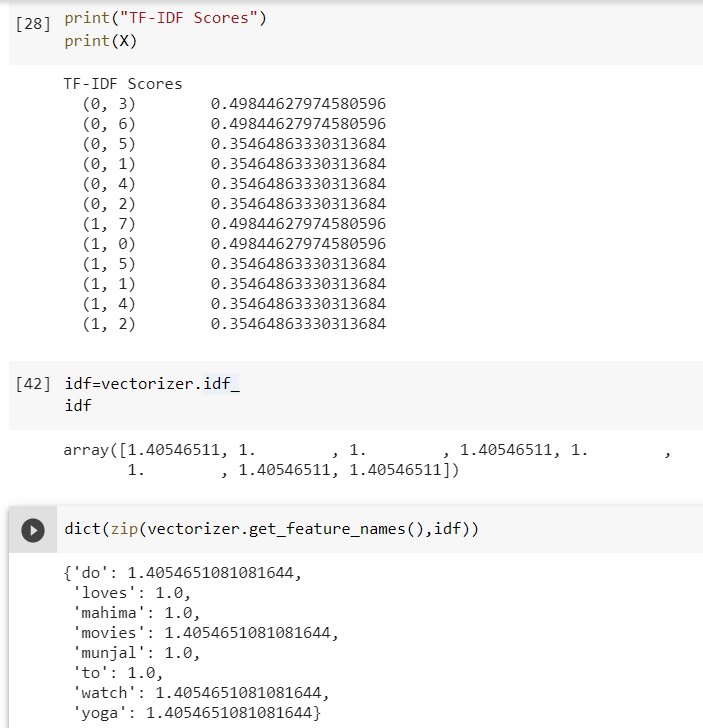 [28] print("TF-IDF Scores")
print(X)
TF-IDF Scores
(0, 3) 0.49844627974580596
(0, 6) 0.49844627974580596
(0, 5) 0.35464863330313684
(0, 1) 0.35464863330313684
(0, 4) 0.35464863330313684
(0, 2) 0.35464863330313684
(1, 7) 0.49844627974580596
(1, 0) 0.49844627974580596
(1, 5) 0.35464863330313684
(1, 1) 0.35464863330313684
(1, 4) 0.35464863330313684
(1, 2) 0.35464863330313684
[42] idf=vectorizer.idf_
idf
array([1.40546511, 1. , 1. , 1.40546511, 1. ,
1. , 1.40546511, 1.40546511])
dict(zip(vectorizer.get_feature_names(),idf))
{'do': 1.4054651081081644,
'loves': 1.0,
'mahima': 1.0,
'movies': 1.4054651081081644,
'munjal': 1.0,
'to': 1.0,
'watch': 1.4054651081081644,
'yoga': 1.4054651081081644}